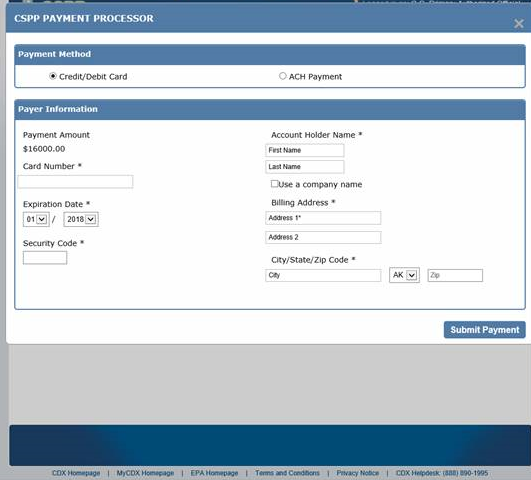 CSPP PAYMENT PROCESSOR
×
Payment Method
Credit/Debit Card
ACH Payment
Payer Information
Payment Amount
$16000.00
Card Number *
Expiration Date *
01 / 2018
Security Code *
Account Holder Name *
First Name
Last Name
Use a company name
Billing Address *
Address 1*
Address 2
City/State/Zip Code *
City AK Zip
Submit Payment
CDX Homepage | MyCDX Homepage | EPA Homepage | Terms and Conditions | Privacy Notice | CDX Helpdesk: (888) 890-1995